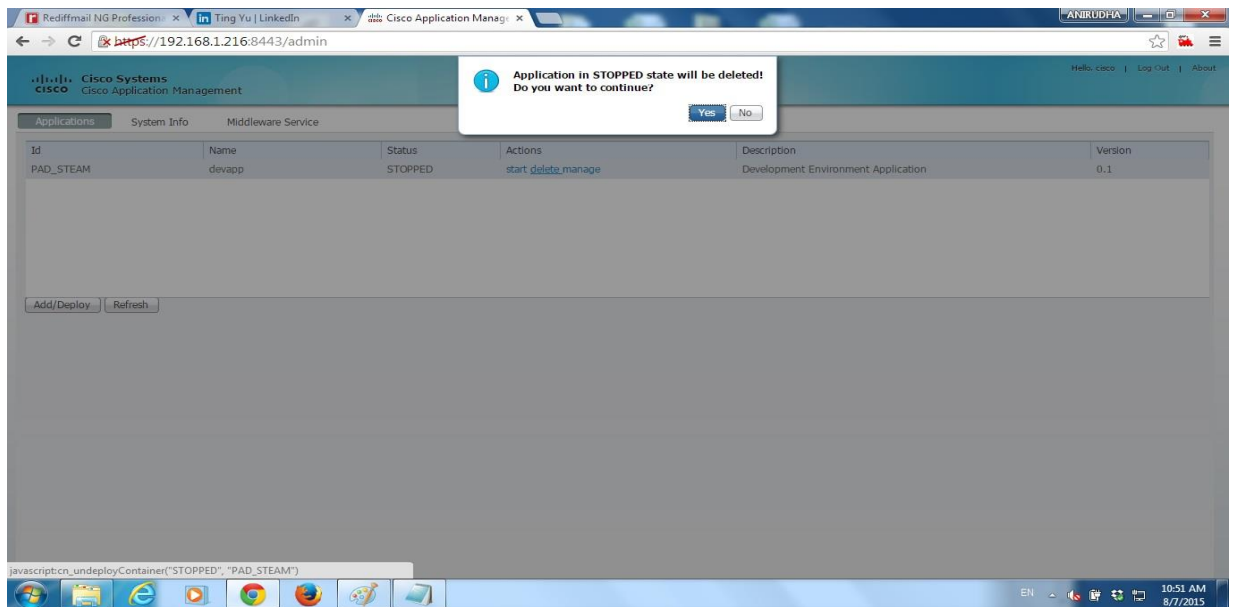 Rediffmail NG Professiona
Ting Yu | LinkedIn
Cisco Application Manage
ANIRUDHA
https://192.168.1.216:8443/admin
Cisco Systems
CISCO Cisco Application Management
Hello, cisco | Log Out | About
Application in STOPPED state will be deleted!
Do you want to continue?
Yes No
Applications System Info Middleware Service
Id Name Status Actions Description Version
PAD_STEAM devapp STOPPED start delete manage Development Environment Application 0.1
Add/Deploy Refresh
javascript:cn_undeployContainer("STOPPED", "PAD_STEAM")
EN
10:51 AM
8/7/2015